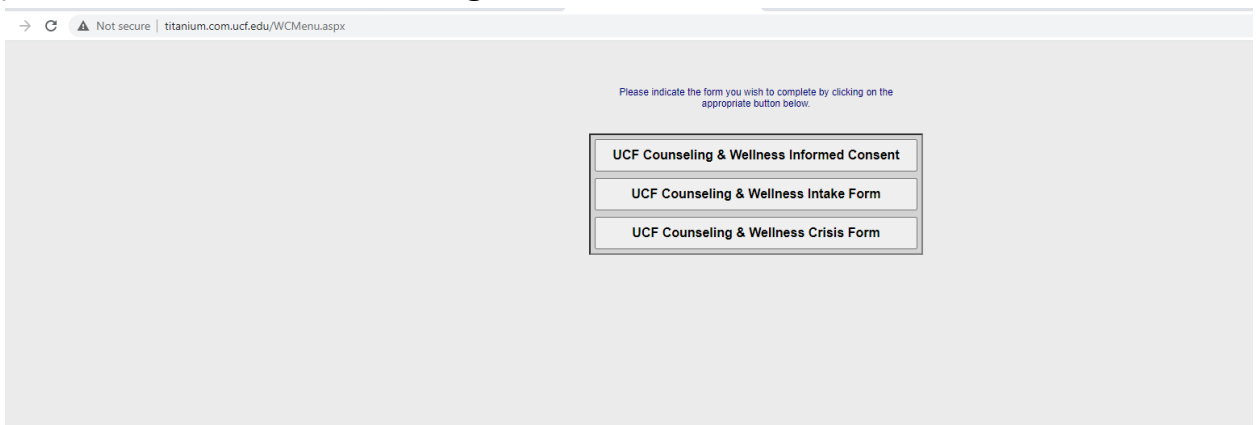 Not secure | titanium.com.ucf.edu/WCMenu.aspx
Please indicate the form you wish to complete by clicking on the
appropriate button below.
UCF Counseling & Wellness Informed Consent
UCF Counseling & Wellness Intake Form
UCF Counseling & Wellness Crisis Form